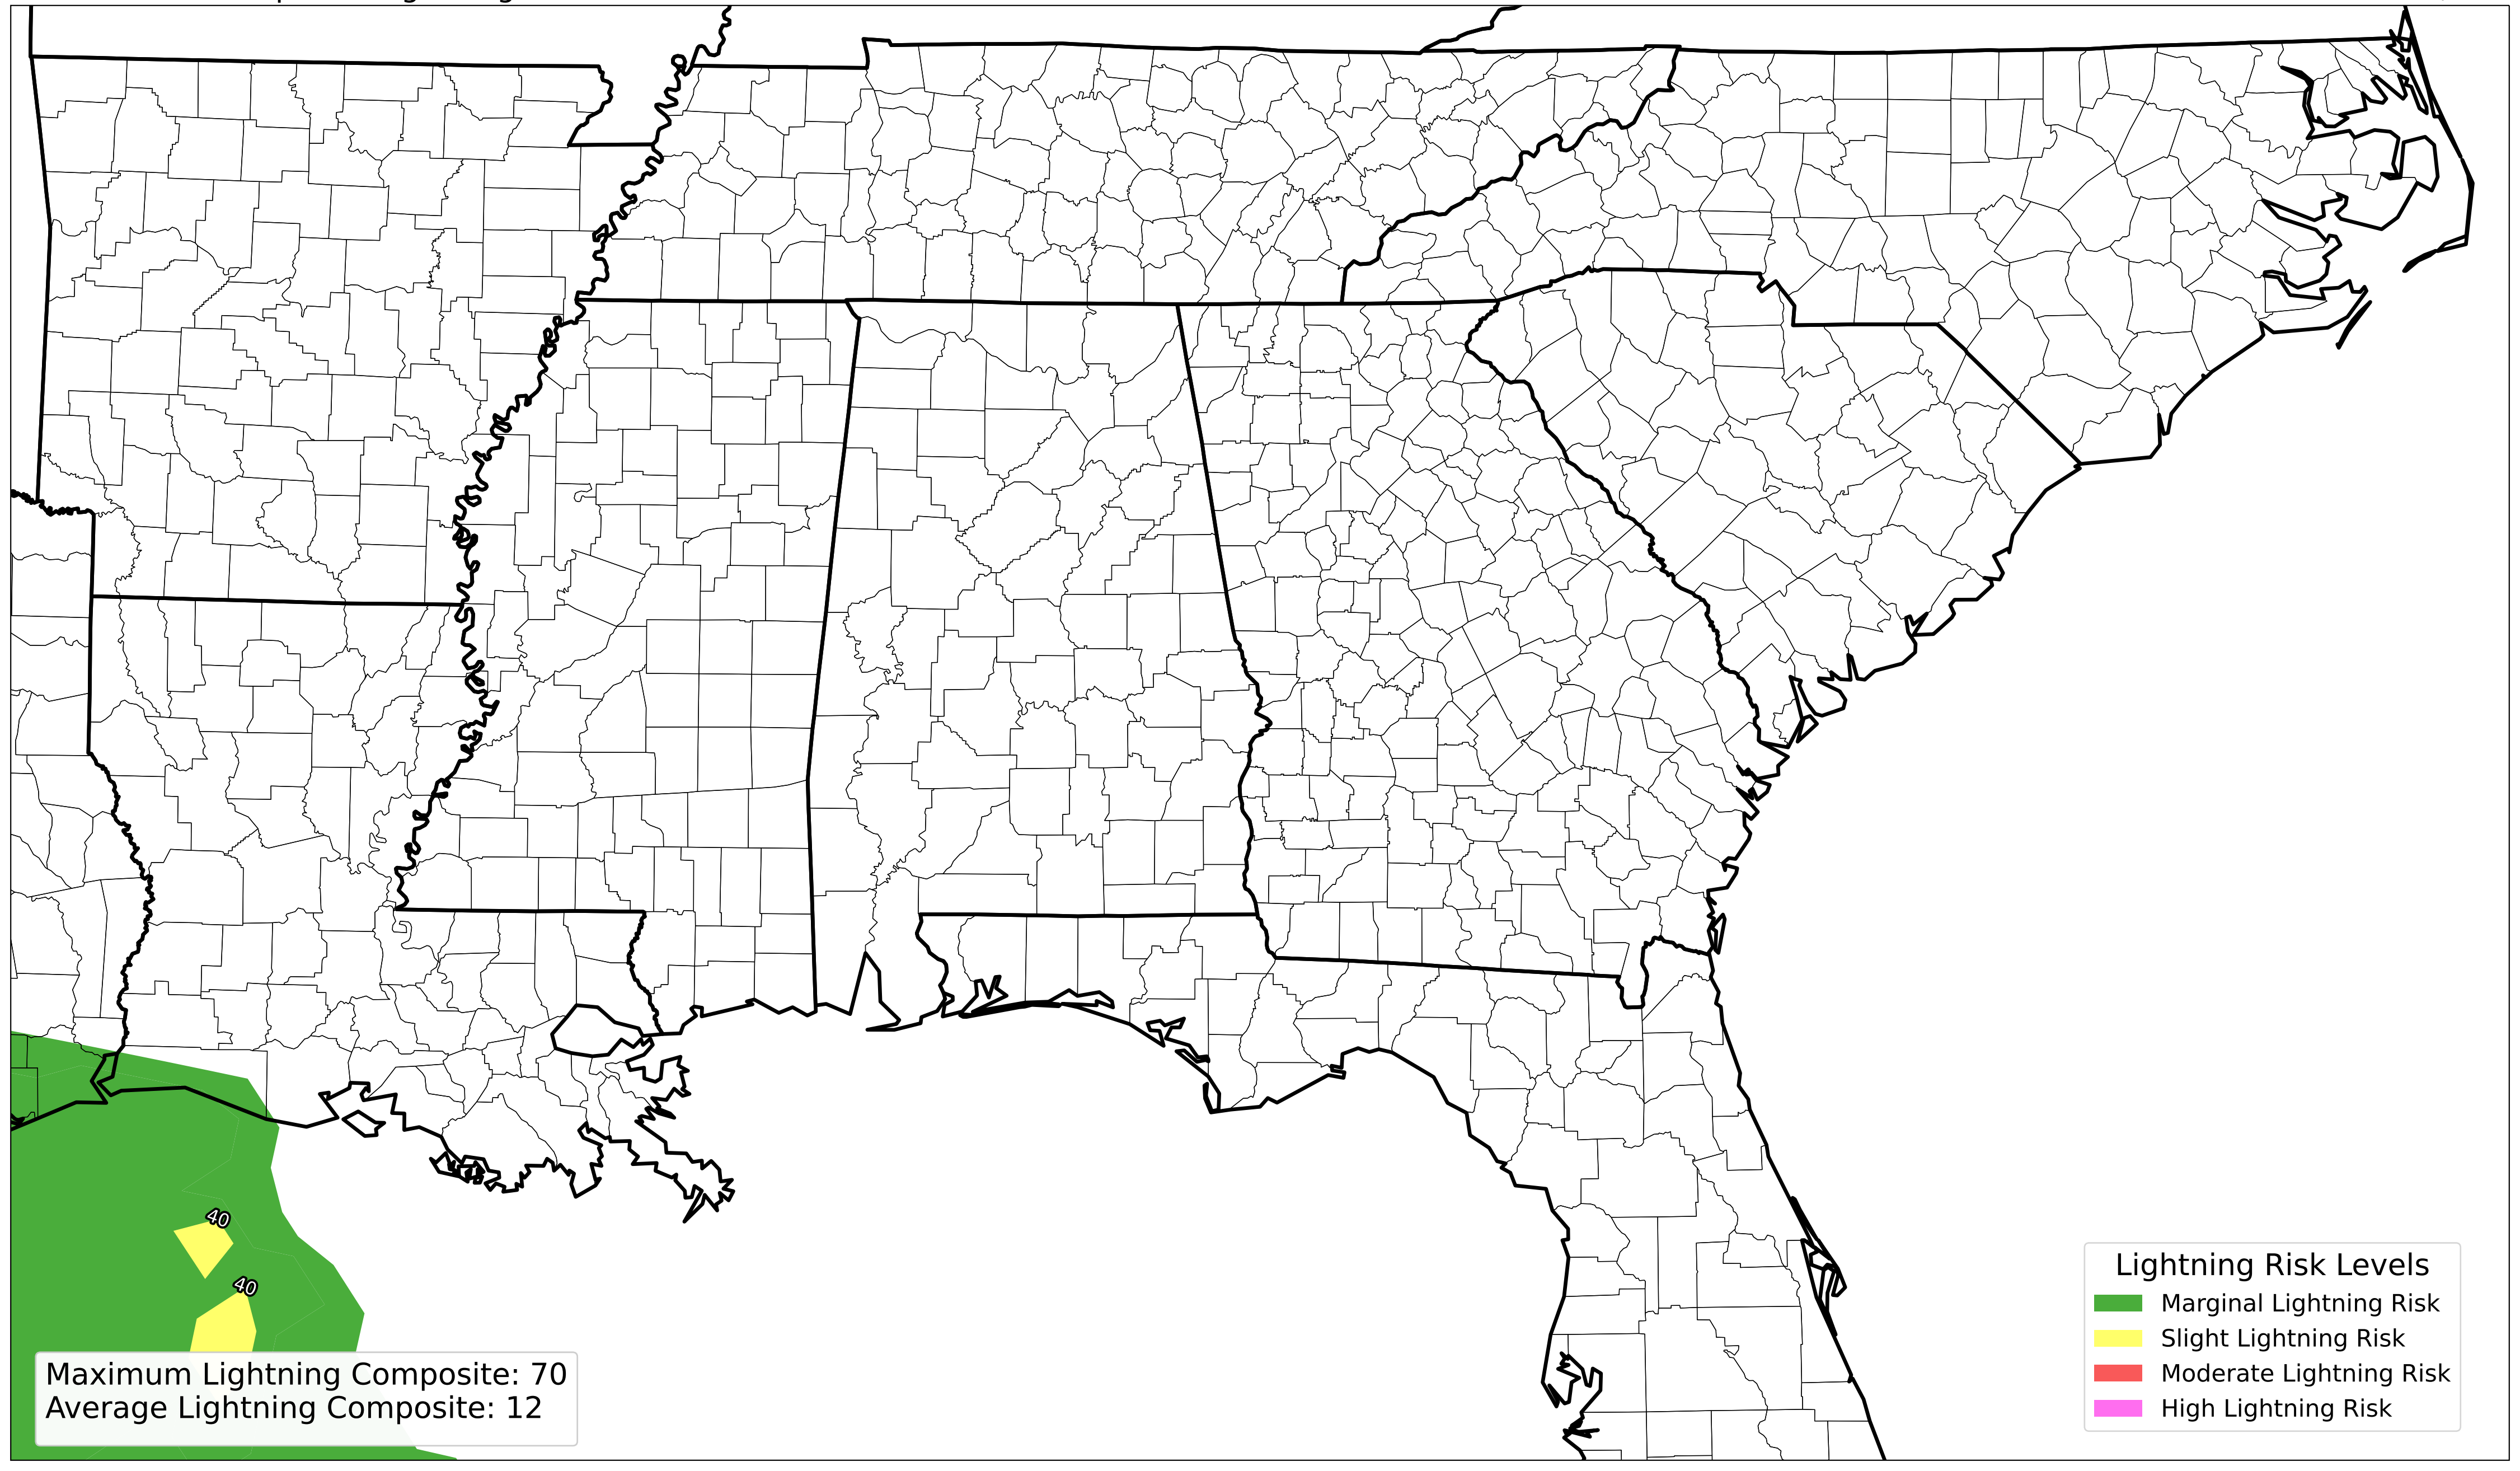 40
40
Maximum Lightning Composite: 70
Average Lightning Composite: 12
Lightning Risk Levels
Marginal Lightning Risk
Slight Lightning Risk
Moderate Lightning Risk
High Lightning Risk